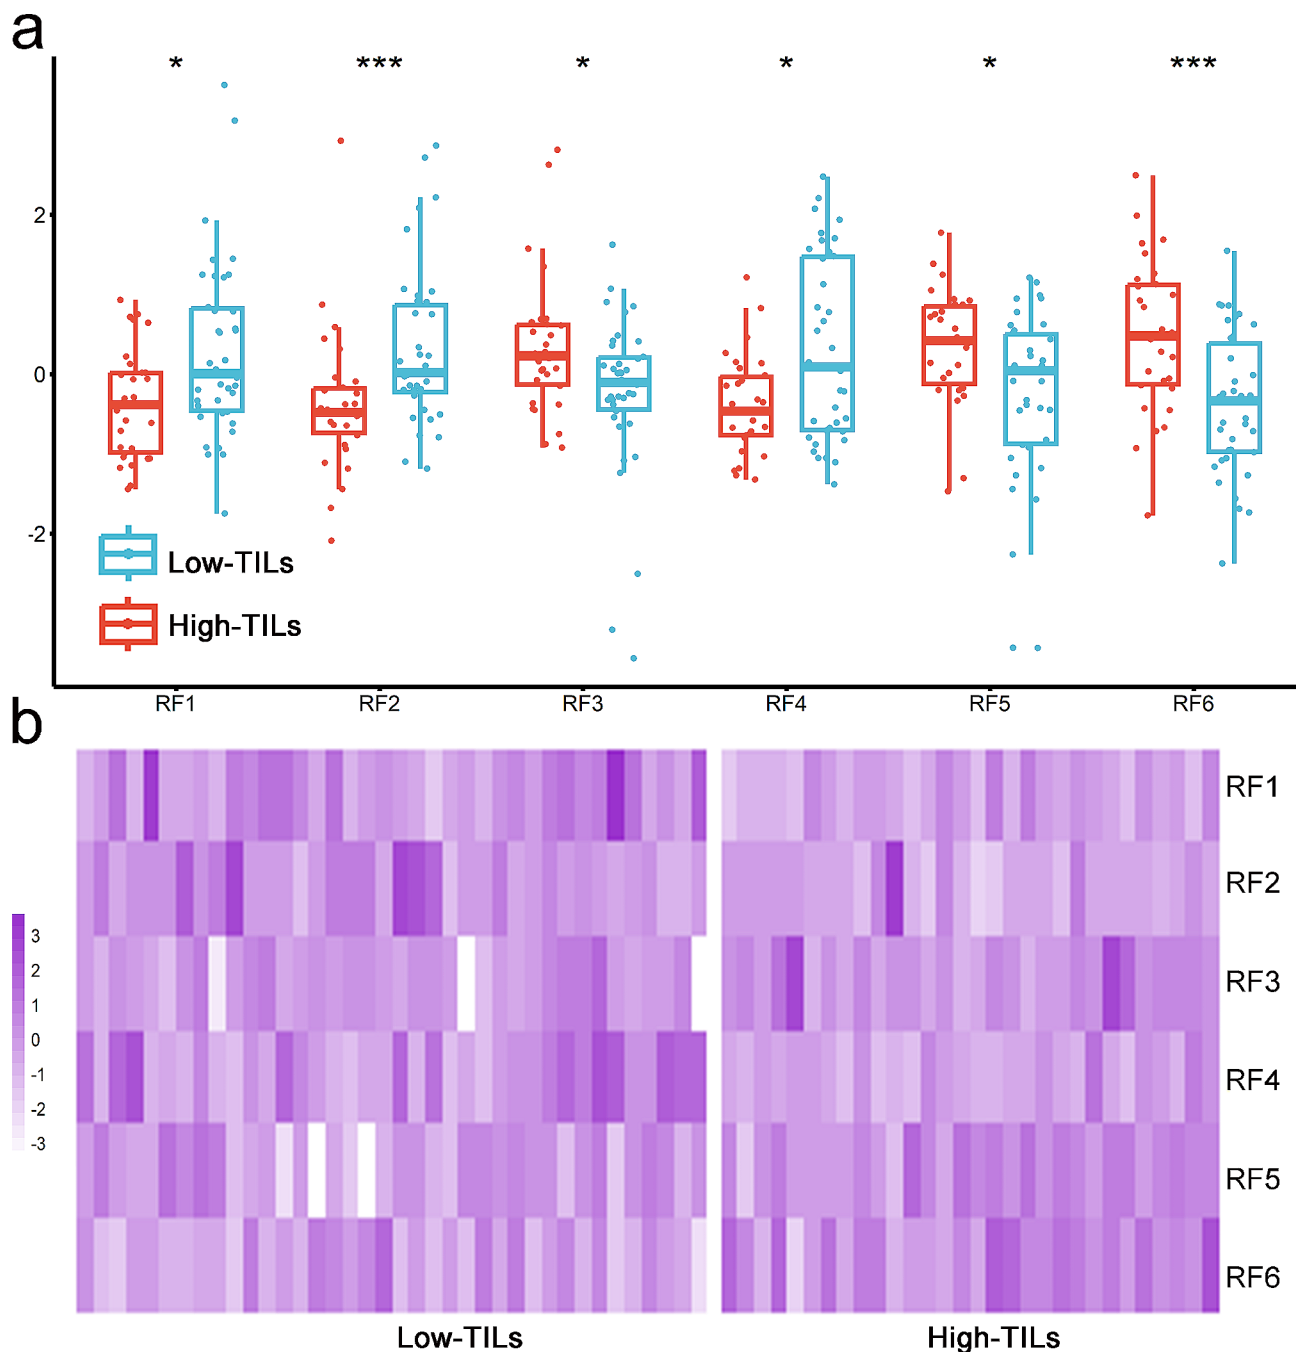 a
* *** * * * ***
2
0
-2
Low-TILs
High-TILs
RF1 RF2 RF3 RF4 RF5 RF6
b
RF1
RF2
RF3
RF4
RF5
RF6
3
2
1
0
-1
-2
-3
Low-TILs High-TILs